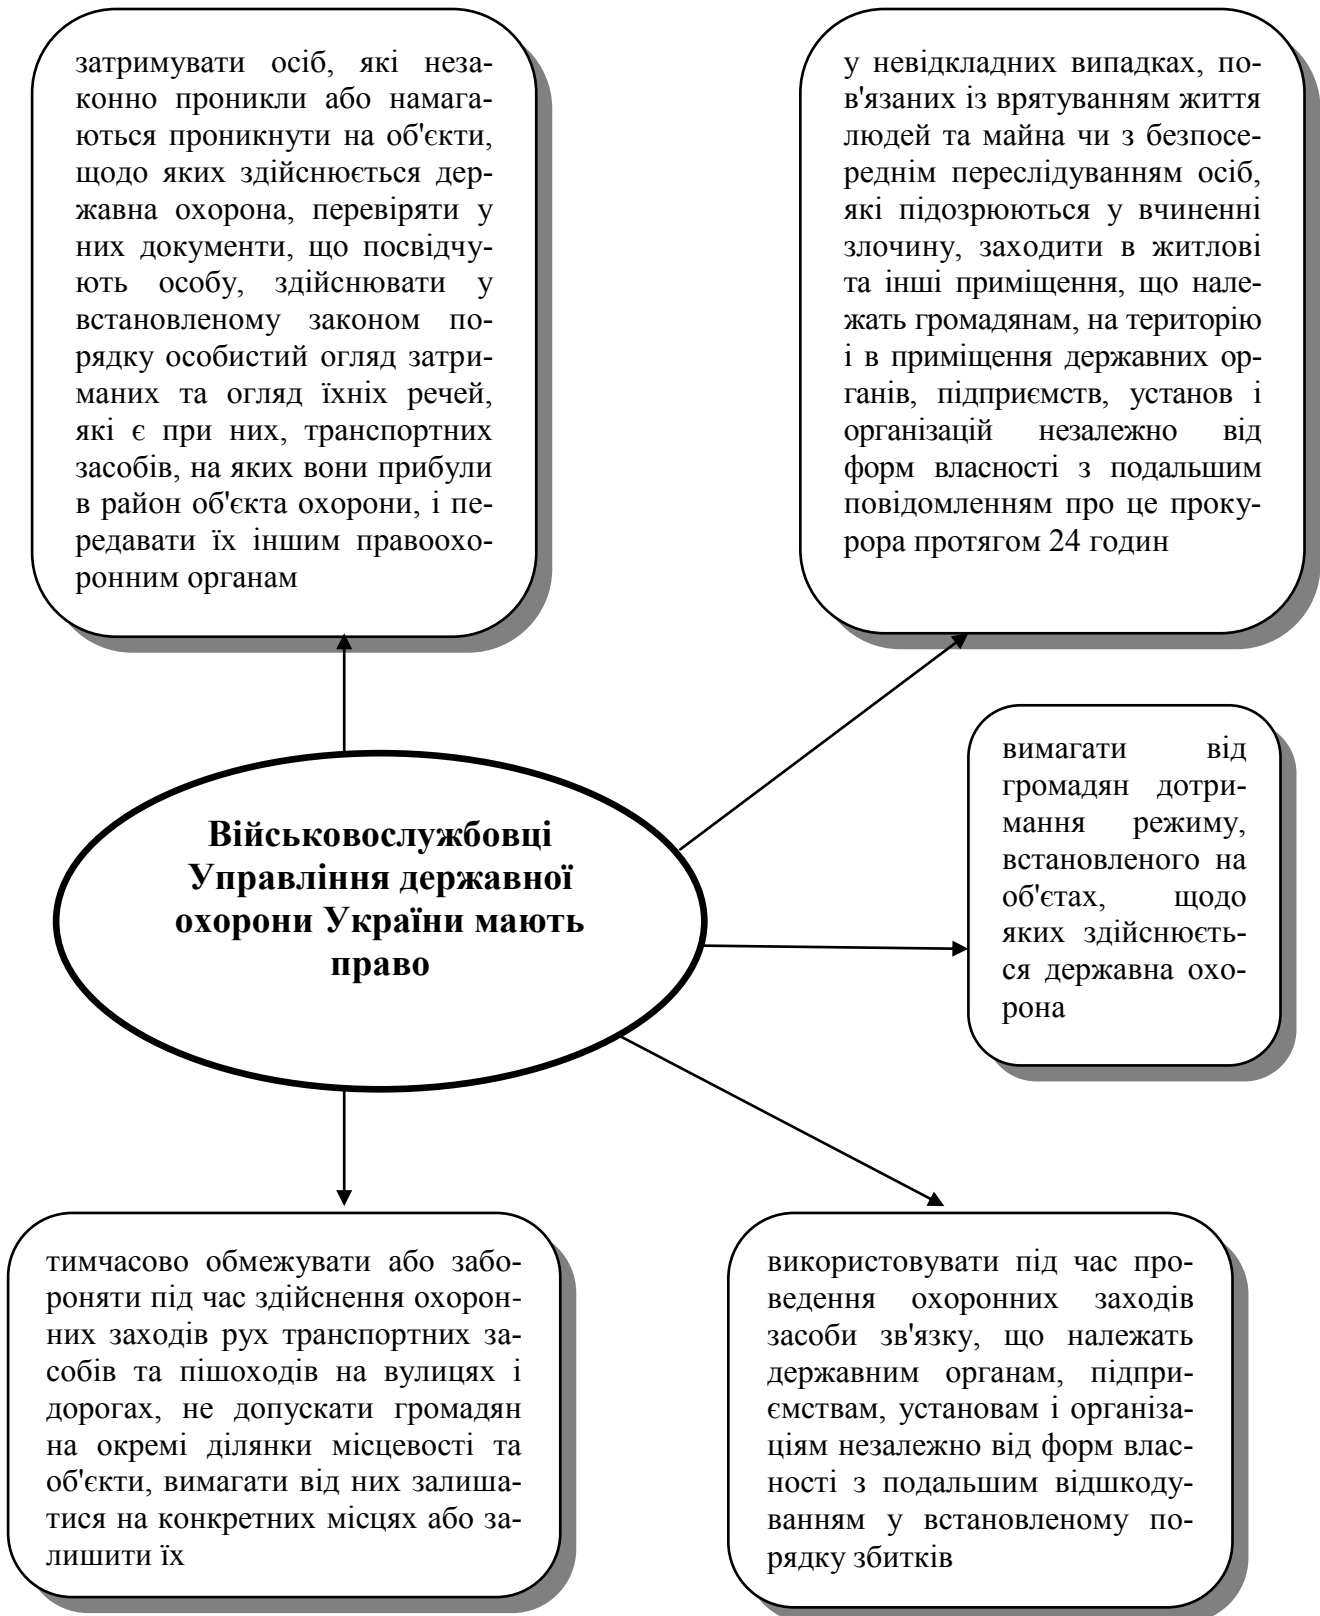 затримувати осіб, які неза-
конно проникли або намага-
ються проникнути на об'єкти,
щодо яких здійснюється дер-
жавна охорона, перевіряти у
них документи, що посвідчу-
ють особу, здійснювати у
встановленому законом по-
рядку особистий огляд затри-
маних та огляд їхніх речей,
які є при них, транспортних
засобів, на яких вони прибули
в район об'єкта охорони, і пе-
редавати їх іншим правоохо-
ронним органам
у невідкладних випадках, по-
в'язаних із врятуванням життя
людей та майна чи з безпосе-
реднім переслідуванням осіб,
які підозрюються у вчиненні
злочину, заходити в житлові
та інші приміщення, що нале-
жать громадянам, на територію
і в приміщення державних ор-
ганів, підприємств, установ і
організацій незалежно від
форм власності з подальшим
повідомленням про це проку-
рора протягом 24 годин
вимагати від
громадян дотри-
мання режиму,
встановленого на
об'єтах, щодо
яких здійснюєть-
ся державна охо-
рона
Військовослужбовці
Управління державної
охорони України мають
право
тимчасово обмежувати або забо-
роняти під час здійснення охорон-
них заходів рух транспортних за-
собів та пішоходів на вулицях і
дорогах, не допускати громадян
на окремі ділянки місцевості та
об'єкти, вимагати від них залиша-
тися на конкретних місцях або за-
лишити їх
використовувати під час про-
ведення охоронних заходів
засоби зв'язку, що належать
державним органам, підпри-
ємствам, установам і організа-
ціям незалежно від форм влас-
ності з подальшим відшкоду-
ванням у встановленому по-
рядку збитків